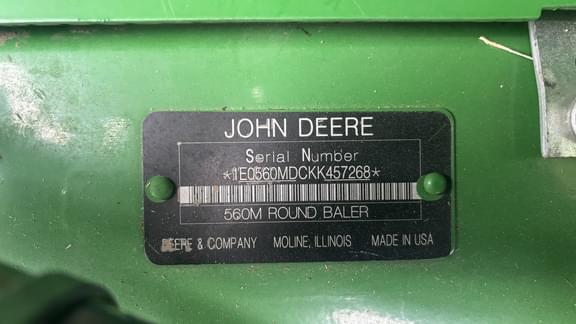 JOHN DEERE
Serial Number
*1E0560MDCKK457268*
560M ROUND BALER
DEERE & COMPANY MOLINE, ILLINOIS MADE IN USA